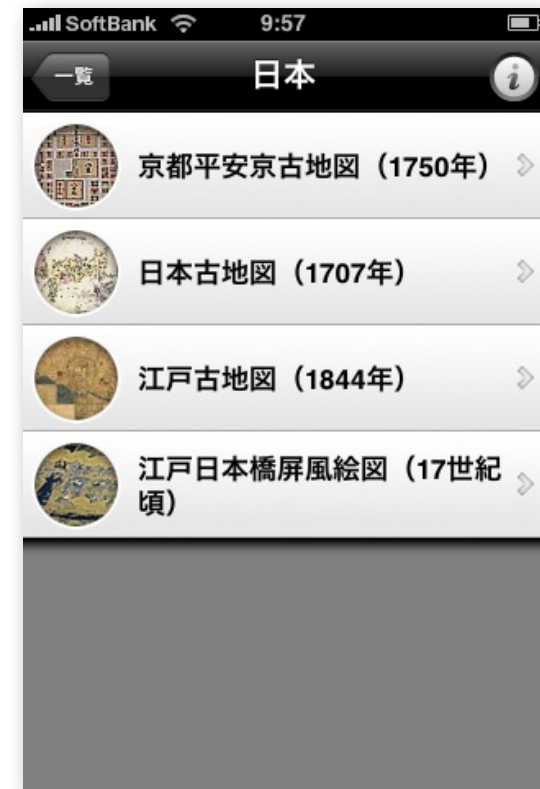 SoftBank 9:57
一覧 日本
京都平安京古地図（1750年）
日本古地図（1707年）
江戸古地図（1844年）
江戸日本橋屏風絵図（17世紀
頃）